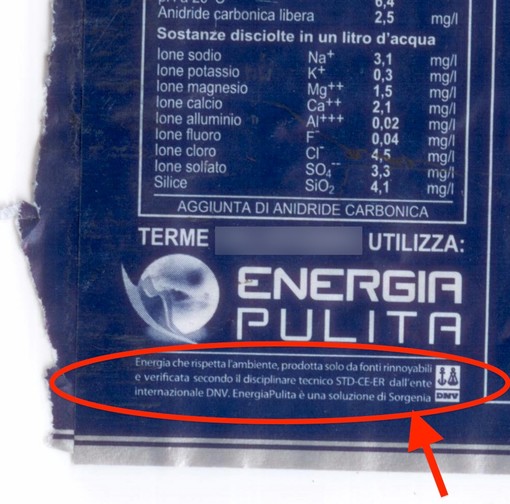 Anidride carbonica libera 2,5 mg/l
Sostanze disciolte in un litro d'acqua
Ione sodio Na+ 3,1 mg/l
Ione potassio K+ 0,3 mg/l
Ione magnesio Mg++ 1,5 mg/l
Ione calcio Ca++ 2,1 mg/l
Ione alluminio Al+++ 0,02 mg/l
Ione fluoro F- 0,04 mg/l
Ione cloro Cl- 4,5 mg/l
Ione solfato SO4-- 3,3 mg/l
Silice SiO2 4,1 mg/l
AGGIUNTA DI ANIDRIDE CARBONICA
TERME UTILIZZA:
ENERGIA
PULITA
Energia che rispetta l'ambiente, prodotta solo da fonti rinnovabili
e verificata secondo il disciplinare tecnico STD-CE-ER dall'ente
internazionale DNV. EnergiaPulita è una soluzione di Sorgenia
DNV